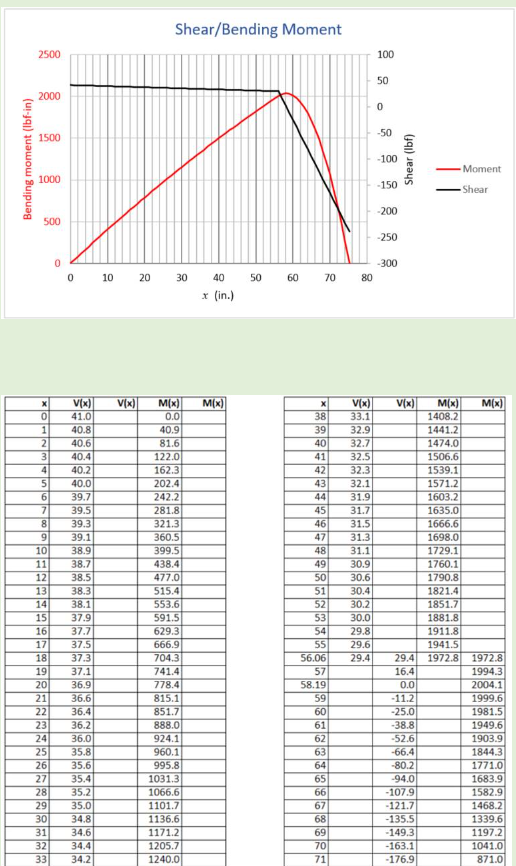 Shear/Bending Moment
2500
2000
1500
1000
500
0
Bending moment (lbf-in)
100
50
0
-50
-100
-150
-200
-250
-300
Shear (lbf)
Moment
Shear
0 10 20 30 40 50 60 70 80
x (in.)
x V(x) V(x) M(x) M(x)
0 41.0 0.0
1 40.8 40.9
2 40.6 81.6
3 40.4 122.0
4 40.2 162.3
5 40.0 202.4
6 39.7 242.2
7 39.5 281.8
8 39.3 321.3
9 39.1 360.5
10 38.9 399.5
11 38.7 438.4
12 38.5 477.0
13 38.3 515.4
14 38.1 553.6
15 37.9 591.5
16 37.7 629.3
17 37.5 666.9
18 37.3 704.3
19 37.1 741.4
20 36.9 778.4
21 36.6 815.1
22 36.4 851.7
23 36.2 888.0
24 36.0 924.1
25 35.8 960.1
26 35.6 995.8
27 35.4 1031.3
28 35.2 1066.6
29 35.0 1101.7
30 34.8 1136.6
31 34.6 1171.2
32 34.4 1205.7
33 34.2 1240.0
x V(x) V(x) M(x) M(x)
38 33.1 1408.2
39 32.9 1441.2
40 32.7 1474.0
41 32.5 1506.6
42 32.3 1539.1
43 32.1 1571.2
44 31.9 1603.2
45 31.7 1635.0
46 31.5 1666.6
47 31.3 1698.0
48 31.1 1729.1
49 30.9 1760.1
50 30.6 1790.8
51 30.4 1821.4
52 30.2 1851.7
53 30.0 1881.8
54 29.8 1911.8
55 29.6 1941.5
56.06 29.4 29.4 1972.8 1972.8
57 16.4 1994.3
58.19 0.0 2004.1
59 -11.2 1999.6
60 -25.0 1981.5
61 -38.8 1949.6
62 -52.6 1903.9
63 -66.4 1844.3
64 -80.2 1771.0
65 -94.0 1683.9
66 -107.9 1582.9
67 -121.7 1468.2
68 -135.5 1339.6
69 -149.3 1197.2
70 -163.1 1041.0
71 -176.9 871.0